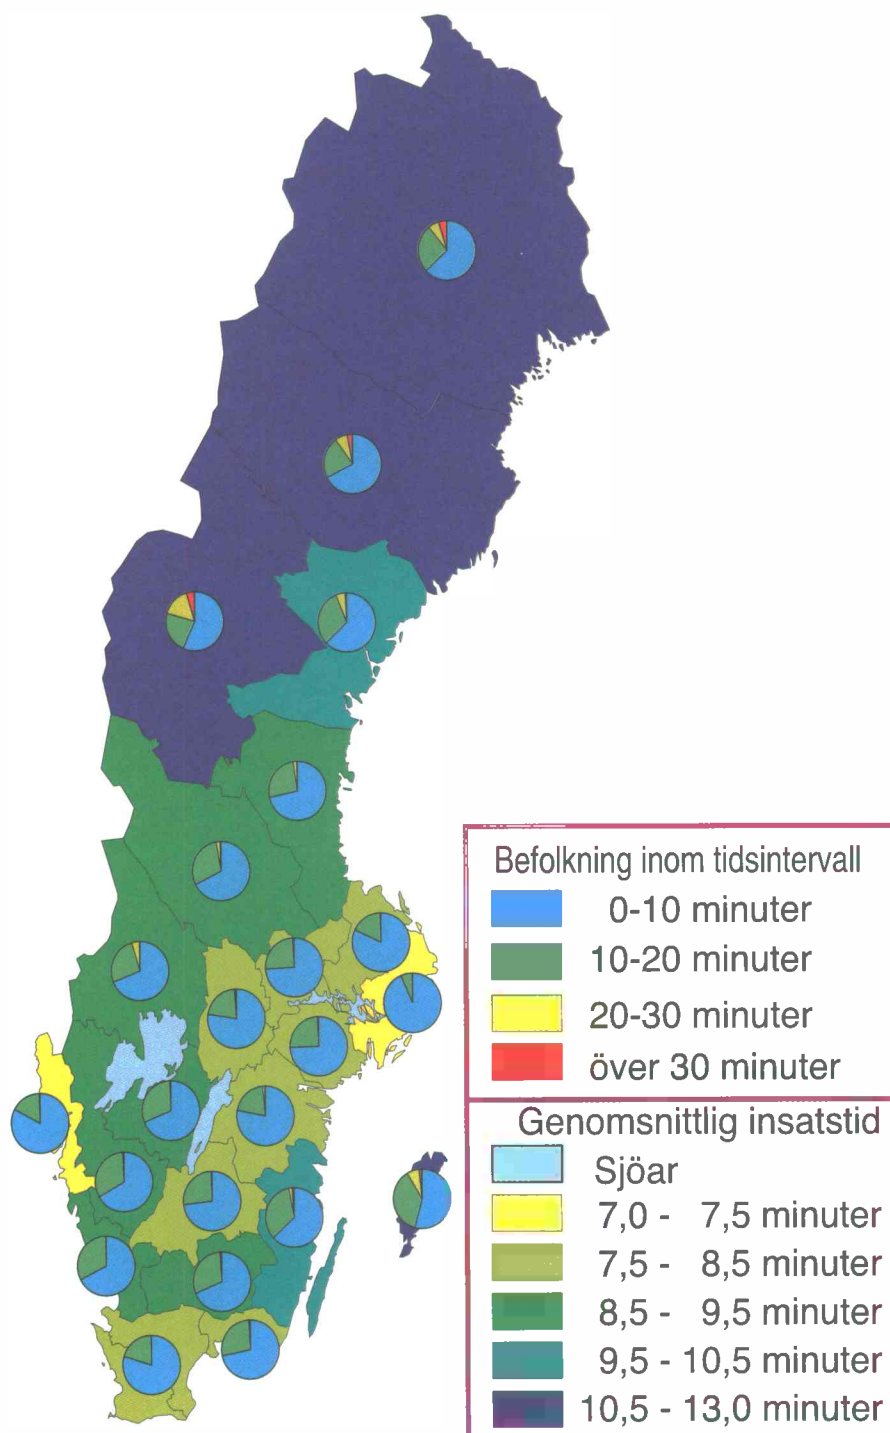 Befolkning inom tidsintervall
0-10 minuter
10-20 minuter
20-30 minuter
över 30 minuter
Genomsnittlig insatstid
Sjöar
7,0 - 7,5 minuter
7,5 - 8,5 minuter
8,5 - 9,5 minuter
9,5 - 10,5 minuter
10,5 - 13,0 minuter